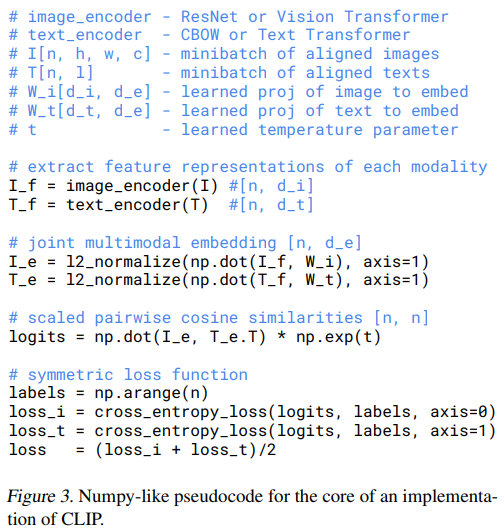 # image_encoder - ResNet or Vision Transformer
# text_encoder - CBOW or Text Transformer
# I[n, h, w, c] - minibatch of aligned images
# T[n, l] - minibatch of aligned texts
# W_i[d_i, d_e] - learned proj of image to embed
# W_t[d_t, d_e] - learned proj of text to embed
# t - learned temperature parameter
# extract feature representations of each modality
I_f = image_encoder(I) #[n, d_i]
T_f = text_encoder(T) #[n, d_t]
# joint multimodal embedding [n, d_e]
I_e = l2_normalize(np.dot(I_f, W_i), axis=1)
T_e = l2_normalize(np.dot(T_f, W_t), axis=1)
# scaled pairwise cosine similarities [n, n]
logits = np.dot(I_e, T_e.T) * np.exp(t)
# symmetric loss function
labels = np.arange(n)
loss_i = cross_entropy_loss(logits, labels, axis=0)
loss_t = cross_entropy_loss(logits, labels, axis=1)
loss = (loss_i + loss_t)/2
Figure 3. Numpy-like pseudocode for the core of an implementa-
tion of CLIP.